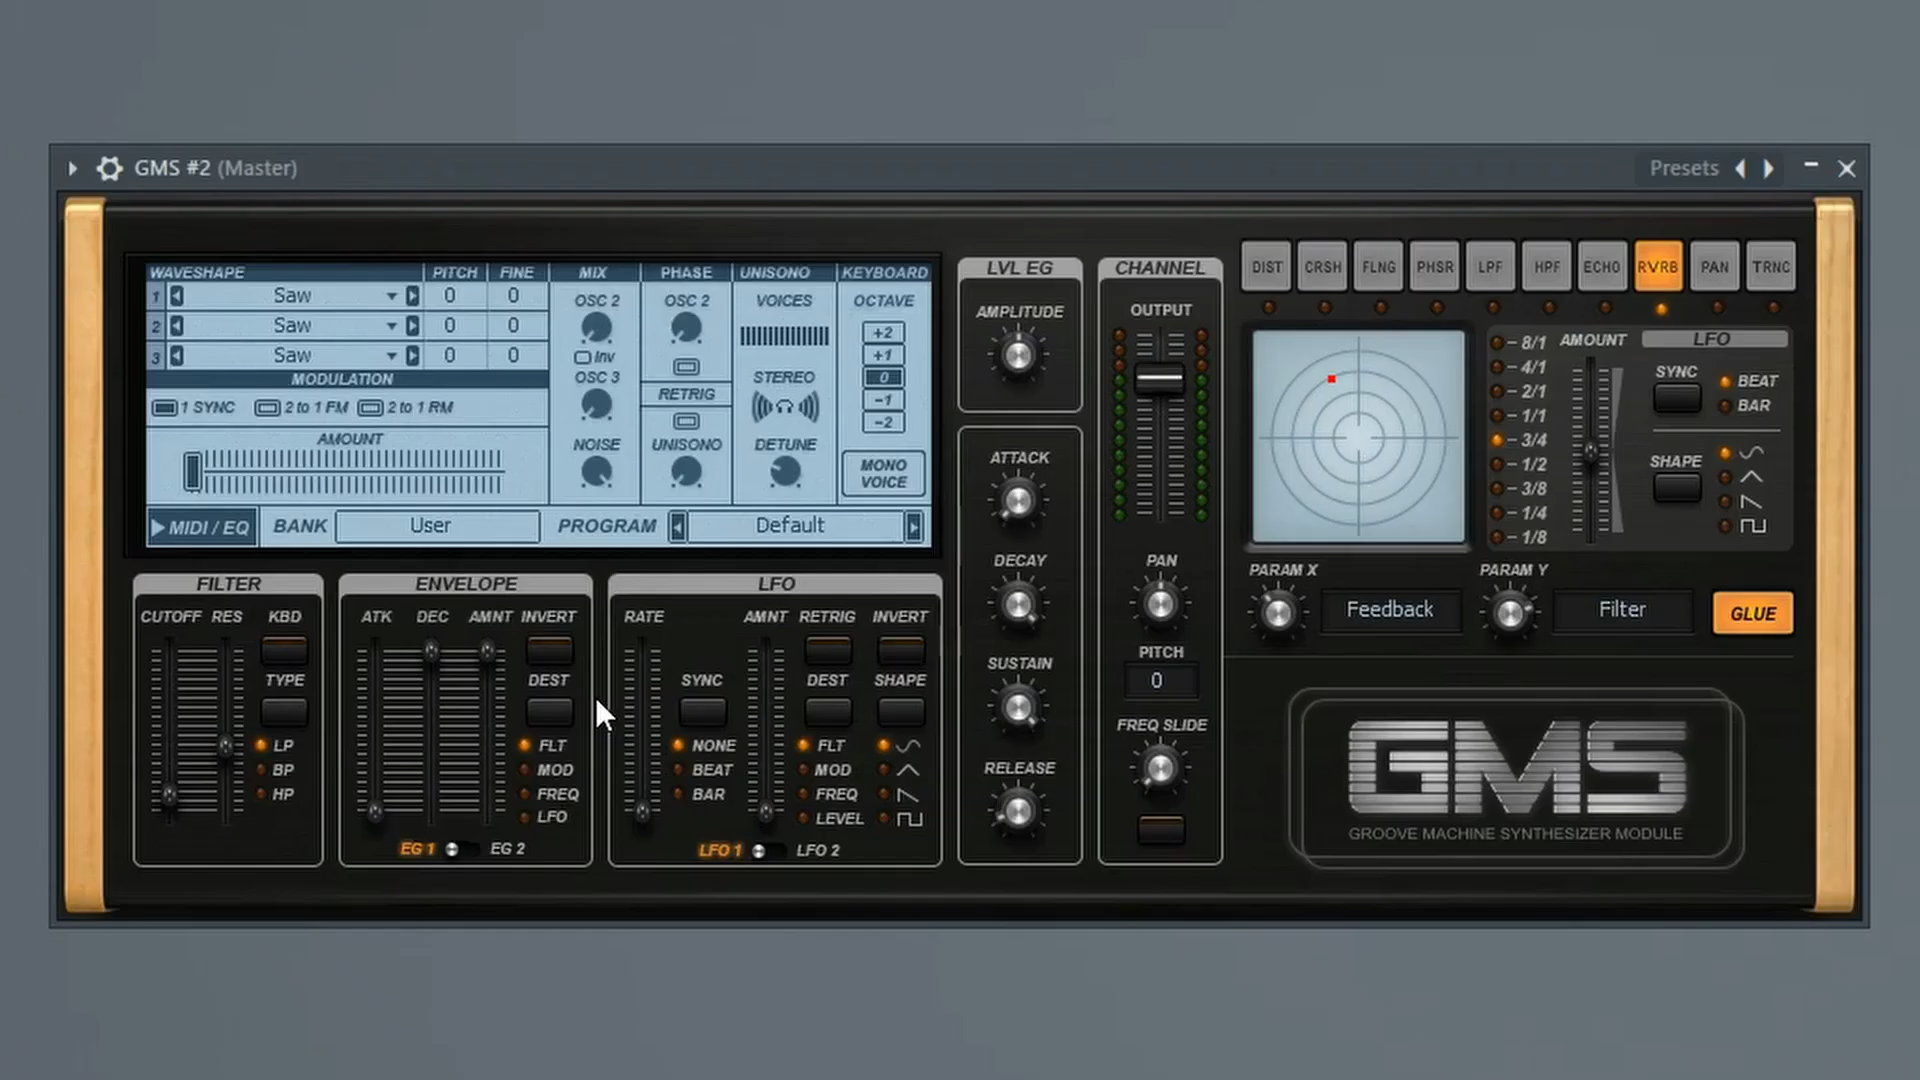 GMS #2 (Master)
Presets
WAVESHAPE PITCH FINE MIX PHASE UNISONO KEYBOARD
1 Saw 0 0 OSC 2 OSC 2 VOICES OCTAVE
2 Saw 0 0 +2
3 Saw 0 0 Inv +1
MODULATION OSC 3 STEREO 0
1 SYNC 2 to 1 FM 2 to 1 RM RETRIG -1
-2
AMOUNT NOISE UNISONO DETUNE
MONO
VOICE
MIDI / EQ BANK User PROGRAM Default
FILTER
CUTOFF RES KBD
TYPE
LP
BP
HP
ENVELOPE
ATK DEC AMNT INVERT
DEST
FLT
MOD
FREQ
LFO
EG 1 EG 2
LFO
RATE AMNT RETRIG INVERT
SYNC DEST SHAPE
NONE FLT
BEAT MOD
BAR FREQ
LEVEL
LFO 1 LFO 2
LVL EG
AMPLITUDE
ATTACK
DECAY
SUSTAIN
RELEASE
CHANNEL
OUTPUT
PAN
PITCH
0
FREQ SLIDE
DIST CRSH FLNG PHSR LPF HPF ECHO RVRB PAN TRNC
8/1 AMOUNT LFO
4/1 SYNC BEAT
2/1 BAR
1/1
3/4
1/2 SHAPE
3/8
1/4
1/8
PARAM X PARAM Y
Feedback Filter GLUE
GMS
GROOVE MACHINE SYNTHESIZER MODULE